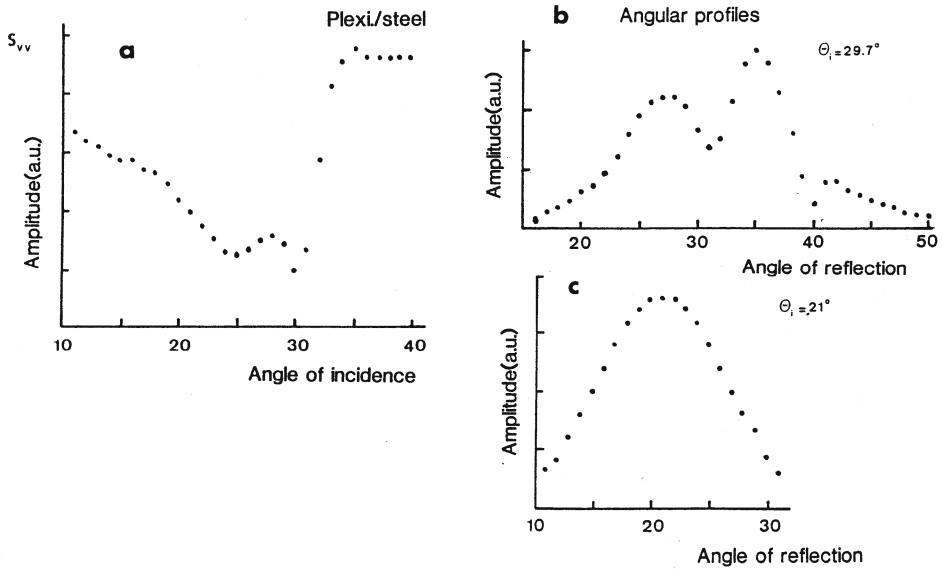 Plexi./steel
S_vv
a
Amplitude(a.u.)
10 20 30 40
Angle of incidence
b Angular profiles
Θi = 29.7°
Amplitude(a.u.)
20 30 40 50
Angle of reflection
c
Θi = 21°
Amplitude(a.u.)
10 20 30
Angle of reflection